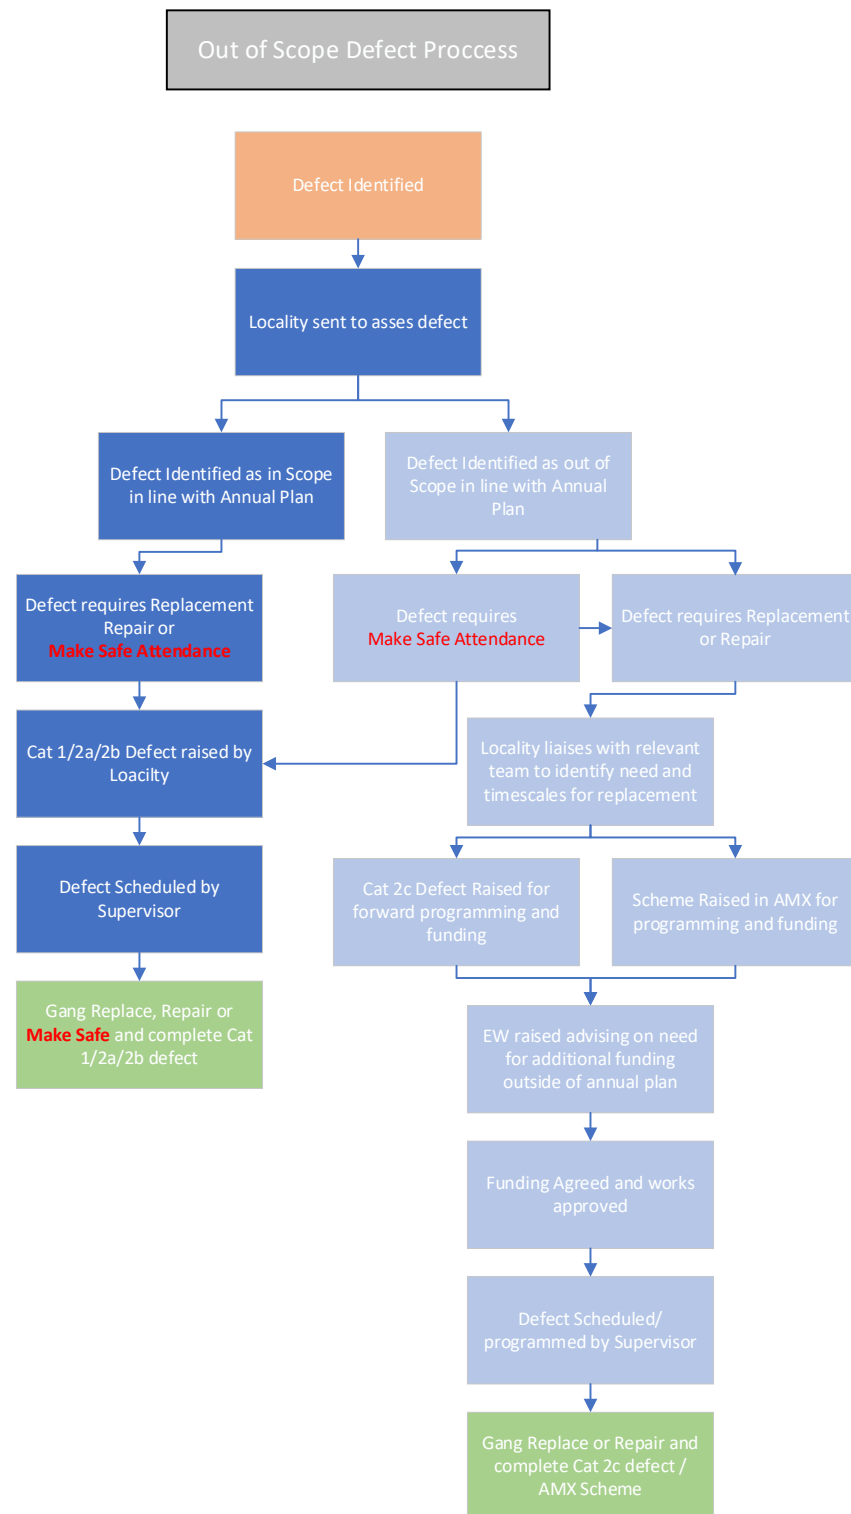 Out of Scope Defect Proccess
Defect Identified
Locality sent to asses defect
Defect Identified as in Scope
in line with Annual Plan
Defect Identified as out of
Scope in line with Annual
Plan
Defect requires Replacement
Repair or
Make Safe Attendance
Defect requires
Make Safe Attendance
Defect requires Replacement
or Repair
Cat 1/2a/2b Defect raised by
Loacilty
Locality liaises with relevant
team to identify need and
timescales for replacement
Defect Scheduled by
Supervisor
Cat 2c Defect Raised for
forward programming and
funding
Scheme Raised in AMX for
programming and funding
Gang Replace, Repair or
Make Safe and complete Cat
1/2a/2b defect
EW raised advising on need
for additional funding
outside of annual plan
Funding Agreed and works
approved
Defect Scheduled/
programmed by Supervisor
Gang Replace or Repair and
complete Cat 2c defect /
AMX Scheme